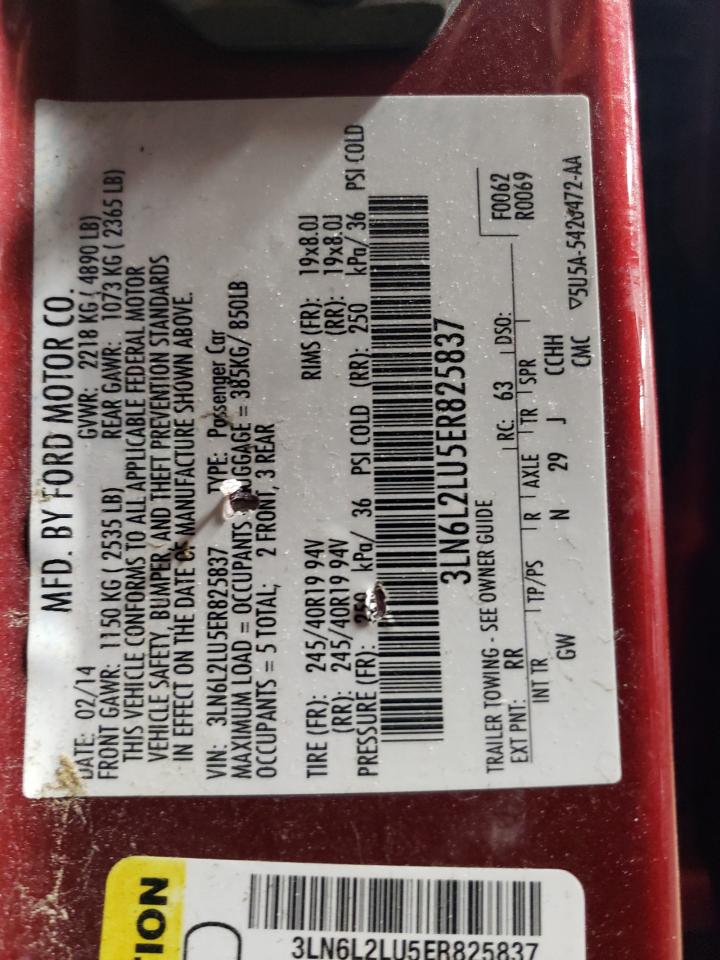 MFD. BY FORD MOTOR CO.
DATE: 02/14 GVWR: 2218 KG ( 4890 LB)
FRONT GAWR: 1150 KG ( 2535 LB) REAR GAWR: 1073 KG ( 2365 LB)
THIS VEHICLE CONFORMS TO ALL APPLICABLE FEDERAL MOTOR
VEHICLE SAFETY, BUMPER, AND THEFT PREVENTION STANDARDS
IN EFFECT ON THE DATE OF MANUFACTURE SHOWN ABOVE.
VIN: 3LN6L2LU5ER825837 TYPE: Passenger Car
MAXIMUM LOAD = OCCUPANTS = 385KG/ 850LB
OCCUPANTS = 5 TOTAL; 2 FRONT, 3 REAR
TIRE (FR): 245/40R19 94V RIMS (FR): 19x8.0J
(RR): 245/40R19 94V (RR): 19x8.0J
PRESSURE (FR): kPa/ 36 PSI COLD (RR): 250 kPa/ 36 PSI COLD
3LN6L2LU5ER825837
TRAILER TOWING - SEE OWNER GUIDE F0062
EXT PNT: RR RC: 63 DSO: R0069
INT TR TP/PS R AXLE TR SPR
GW N 29 J CCHH
CMC
5U5A-5420472-AA
3LN6L2LU5ER825837